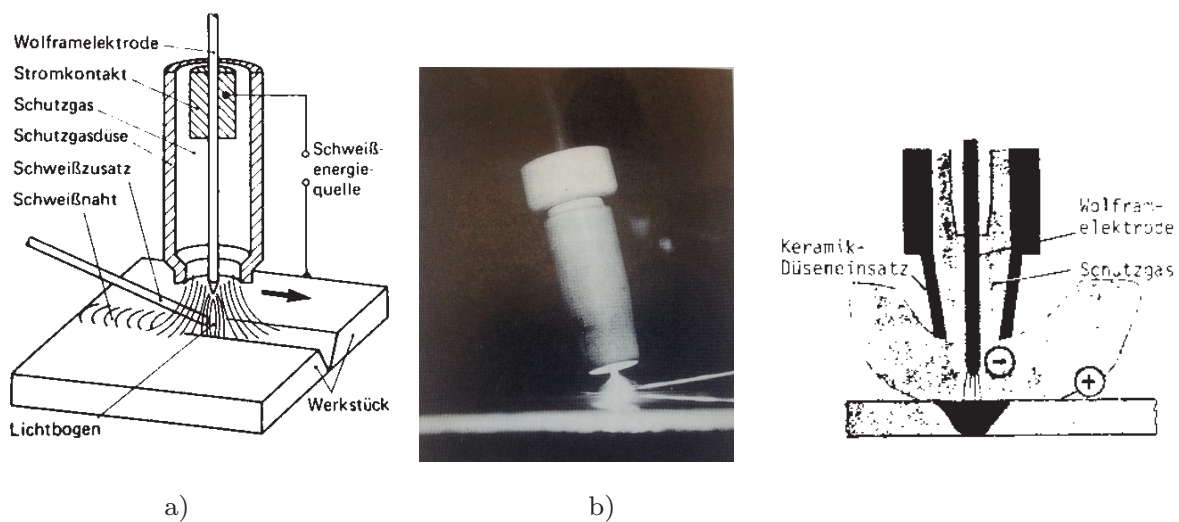 Wolframelektrode
Stromkontakt
Schutzgas
Schutzgasdüse
Schweißzusatz
Schweißnaht
Schweiß-
energie-
quelle
Werkstück
Lichtbogen
Wolfram-
elektrode
Keramik-
Düseneinsatz
Schutzgas
−
+
a)
b)